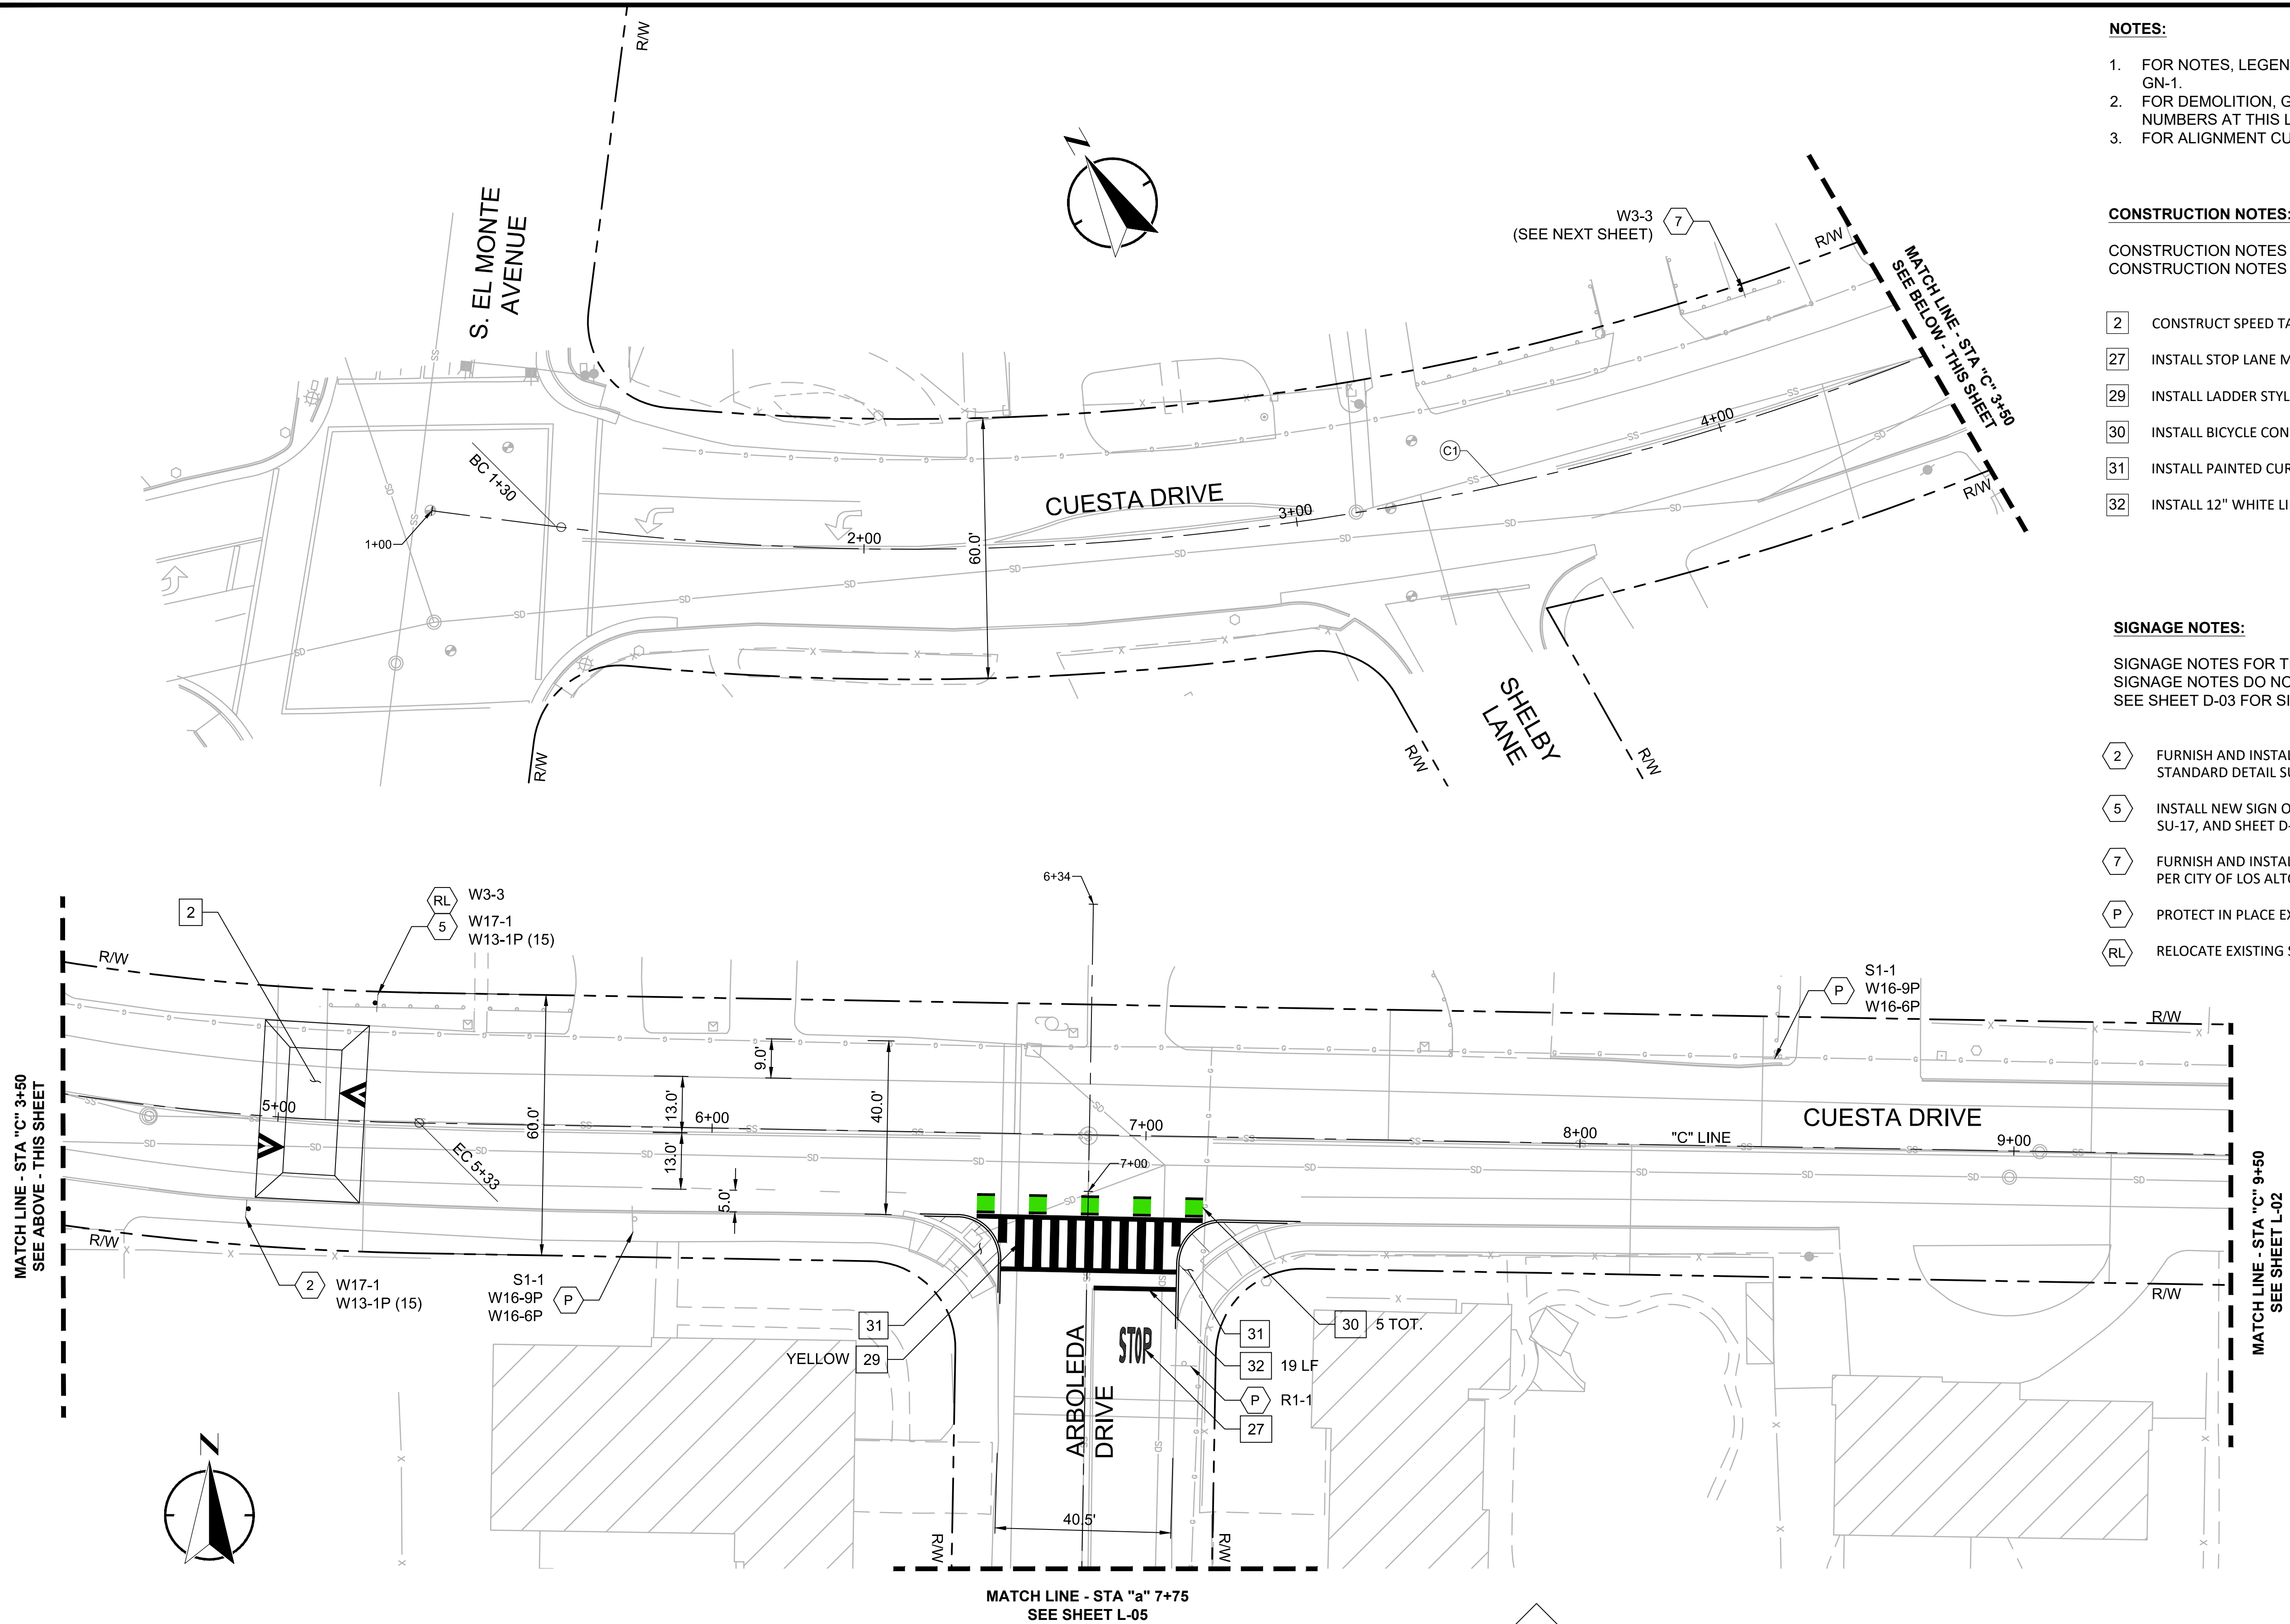 R/W
N
S. EL MONTE
AVENUE
W3-3
(SEE NEXT SHEET)
7
R/W
MATCH LINE - STA "C" 3+50
SEE BELOW - THIS SHEET
SS
SD
SS
BC 1+30
1+00
2+00
CUESTA DRIVE
60.0'
3+00
C1
4+00
SS
SD
R/W
SHELBY
LANE
R/W
R/W
R/W
NOTES:
1. FOR NOTES, LEGEN
GN-1.
2. FOR DEMOLITION, G
NUMBERS AT THIS L
3. FOR ALIGNMENT CU
CONSTRUCTION NOTES:
CONSTRUCTION NOTES
CONSTRUCTION NOTES
2 CONSTRUCT SPEED TA
27 INSTALL STOP LANE M
29 INSTALL LADDER STYL
30 INSTALL BICYCLE CON
31 INSTALL PAINTED CUR
32 INSTALL 12" WHITE LI
SIGNAGE NOTES:
SIGNAGE NOTES FOR T
SIGNAGE NOTES DO NO
SEE SHEET D-03 FOR SI
2 FURNISH AND INSTAL
STANDARD DETAIL SU
5 INSTALL NEW SIGN O
SU-17, AND SHEET D-
7 FURNISH AND INSTAL
PER CITY OF LOS ALTO
P PROTECT IN PLACE EX
RL RELOCATE EXISTING S
MATCH LINE - STA "C" 3+50
SEE ABOVE - THIS SHEET
R/W
2
RL W3-3
5 W17-1
W13-1P (15)
6+34
P S1-1
W16-9P
W16-6P
R/W
5+00
EC 5+33
60.0'
13.0'
13.0'
6+00
9.0'
5.0'
40.0'
7+00
7+00
8+00
"C" LINE
CUESTA DRIVE
9+00
R/W
2 W17-1
W13-1P (15)
S1-1
W16-9P
W16-6P
P
31
YELLOW 29
STOP
ARBOLEDA
DRIVE
31
32 19 LF
P R1-1
27
30 5 TOT.
R/W
MATCH LINE - STA "C" 9+50
SEE SHEET L-02
N
40.5'
R/W
R/W
MATCH LINE - STA "a" 7+75
SEE SHEET L-05